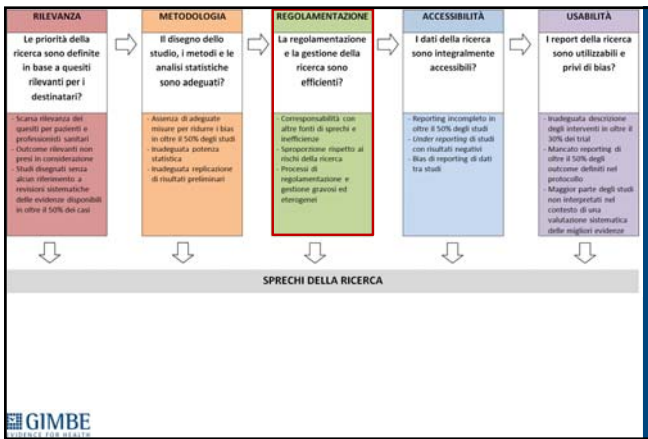 RILEVANZA
Le priorità della
ricerca sono definite
in base a quesiti
rilevanti per i
destinatari?
- Scarsa rilevanza dei
quesiti per pazienti e
professionisti sanitari
- Outcome rilevanti non
presi in considerazione
- Studi disegnati senza
alcun riferimento a
revisioni sistematiche
delle evidenze disponibili
in oltre il 50% dei casi
METODOLOGIA
Il disegno dello
studio, i metodi e le
analisi statistiche
sono adeguati?
- Assenza di adeguate
misure per ridurre i bias
in oltre il 50% degli studi
- Inadeguata potenza
statistica
- Inadeguata replicazione
di risultati preliminari
REGOLAMENTAZIONE
La regolamentazione
e la gestione della
ricerca sono
efficienti?
- Corresponsabilità con
altre fonti di sprechi e
inefficienze
- Sproporzione rispetto ai
rischi della ricerca
- Processi di
regolamentazione e
gestione gravosi ed
eterogenei
ACCESSIBILITÀ
I dati della ricerca
sono integralmente
accessibili?
- Reporting incompleto in
oltre il 50% degli studi
- Under reporting di studi
con risultati negativi
- Bias di reporting di dati
tra studi
USABILITÀ
I report della ricerca
sono utilizzabili e
privi di bias?
- Inadeguata descrizione
degli interventi in oltre il
30% dei trial
- Mancato reporting di
oltre il 50% degli
outcome definiti nel
protocollo
- Maggior parte degli studi
non interpretati nel
contesto di una
valutazione sistematica
delle migliori evidenze
SPRECHI DELLA RICERCA
GIMBE
EVIDENCE FOR HEALTH